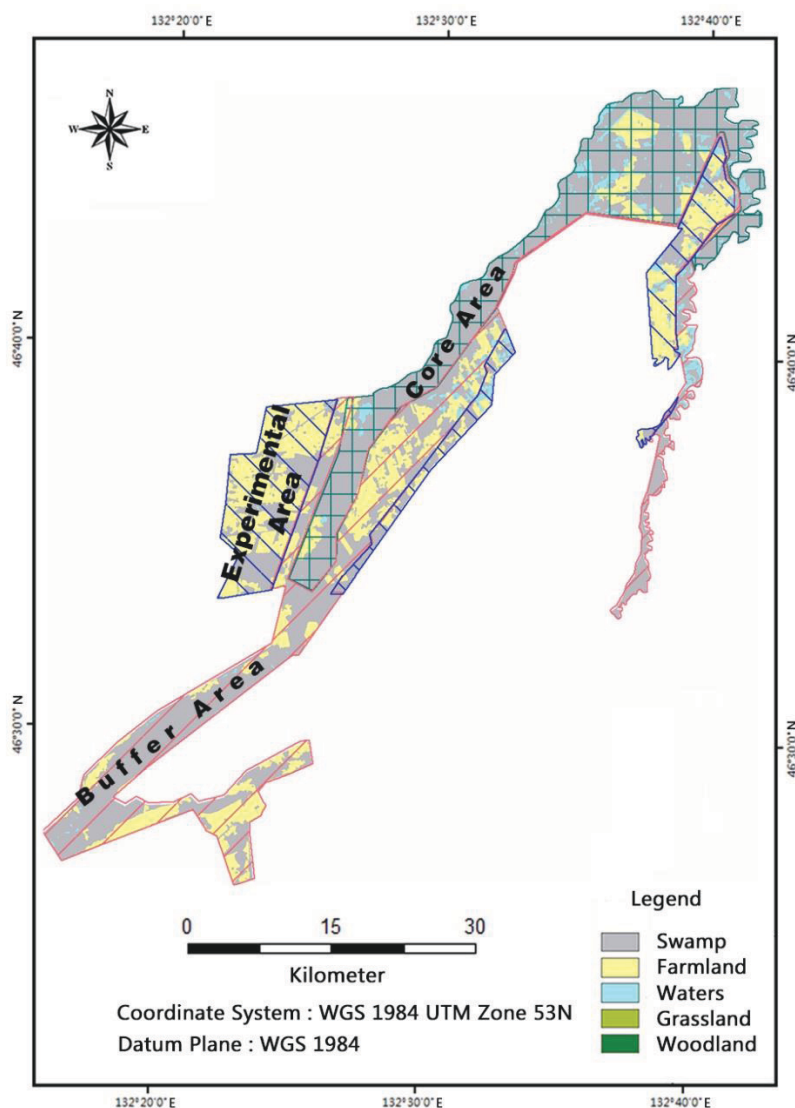 132°20'0"E 132°30'0"E 132°40'0"E
N
W E
S
46°40'0"N
46°40'0"N
Core Area
Experimental
Area
Buffer Area
46°30'0"N
46°30'0"N
Legend
0 15 30
Kilometer
Swamp
Farmland
Waters
Grassland
Woodland
Coordinate System : WGS 1984 UTM Zone 53N
Datum Plane : WGS 1984
132°20'0"E 132°30'0"E 132°40'0"E